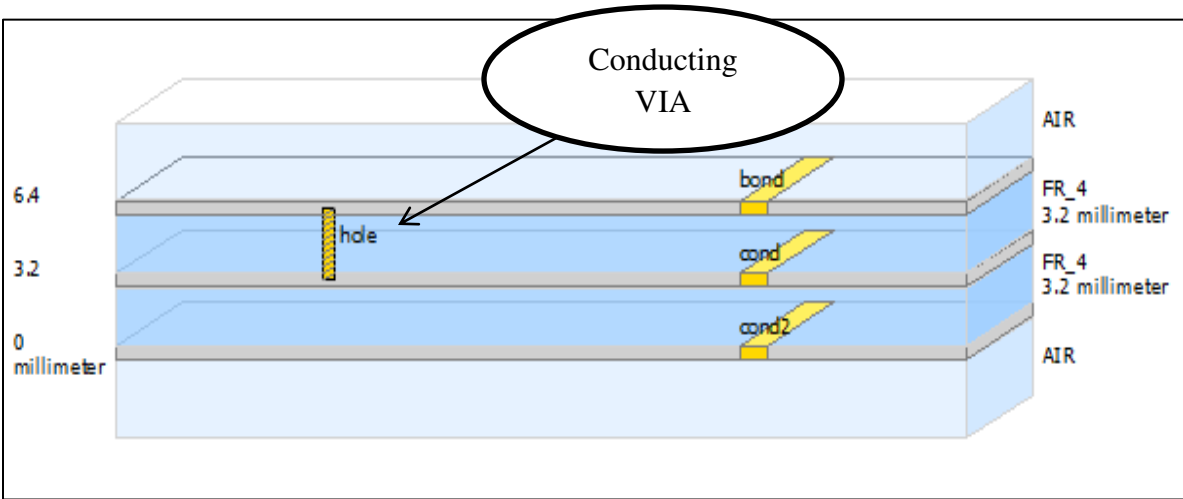 Conducting
VIA
AIR
bond
6.4
FR_4
3.2 millimeter
hole
cond
3.2
FR_4
3.2 millimeter
cond2
0
millimeter
AIR